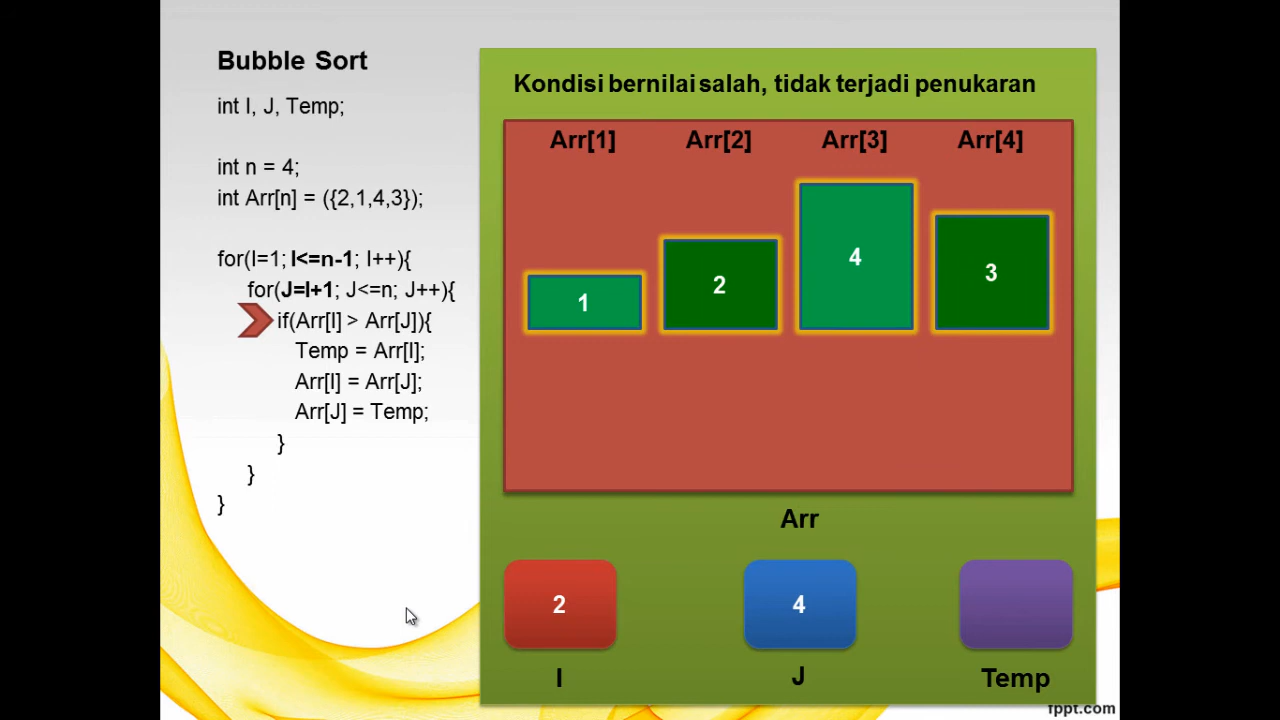 Bubble Sort
int I, J, Temp;
int n = 4;
int Arr[n] = ({2,1,4,3});
for(I=1; I<=n-1; I++){
for(J=I+1; J<=n; J++){
if(Arr[I] > Arr[J]){
Temp = Arr[I];
Arr[I] = Arr[J];
Arr[J] = Temp;
}
}
}
Kondisi bernilai salah, tidak terjadi penukaran
Arr[1] Arr[2] Arr[3] Arr[4]
1 2 4 3
Arr
2 4
I J Temp
fppt.com